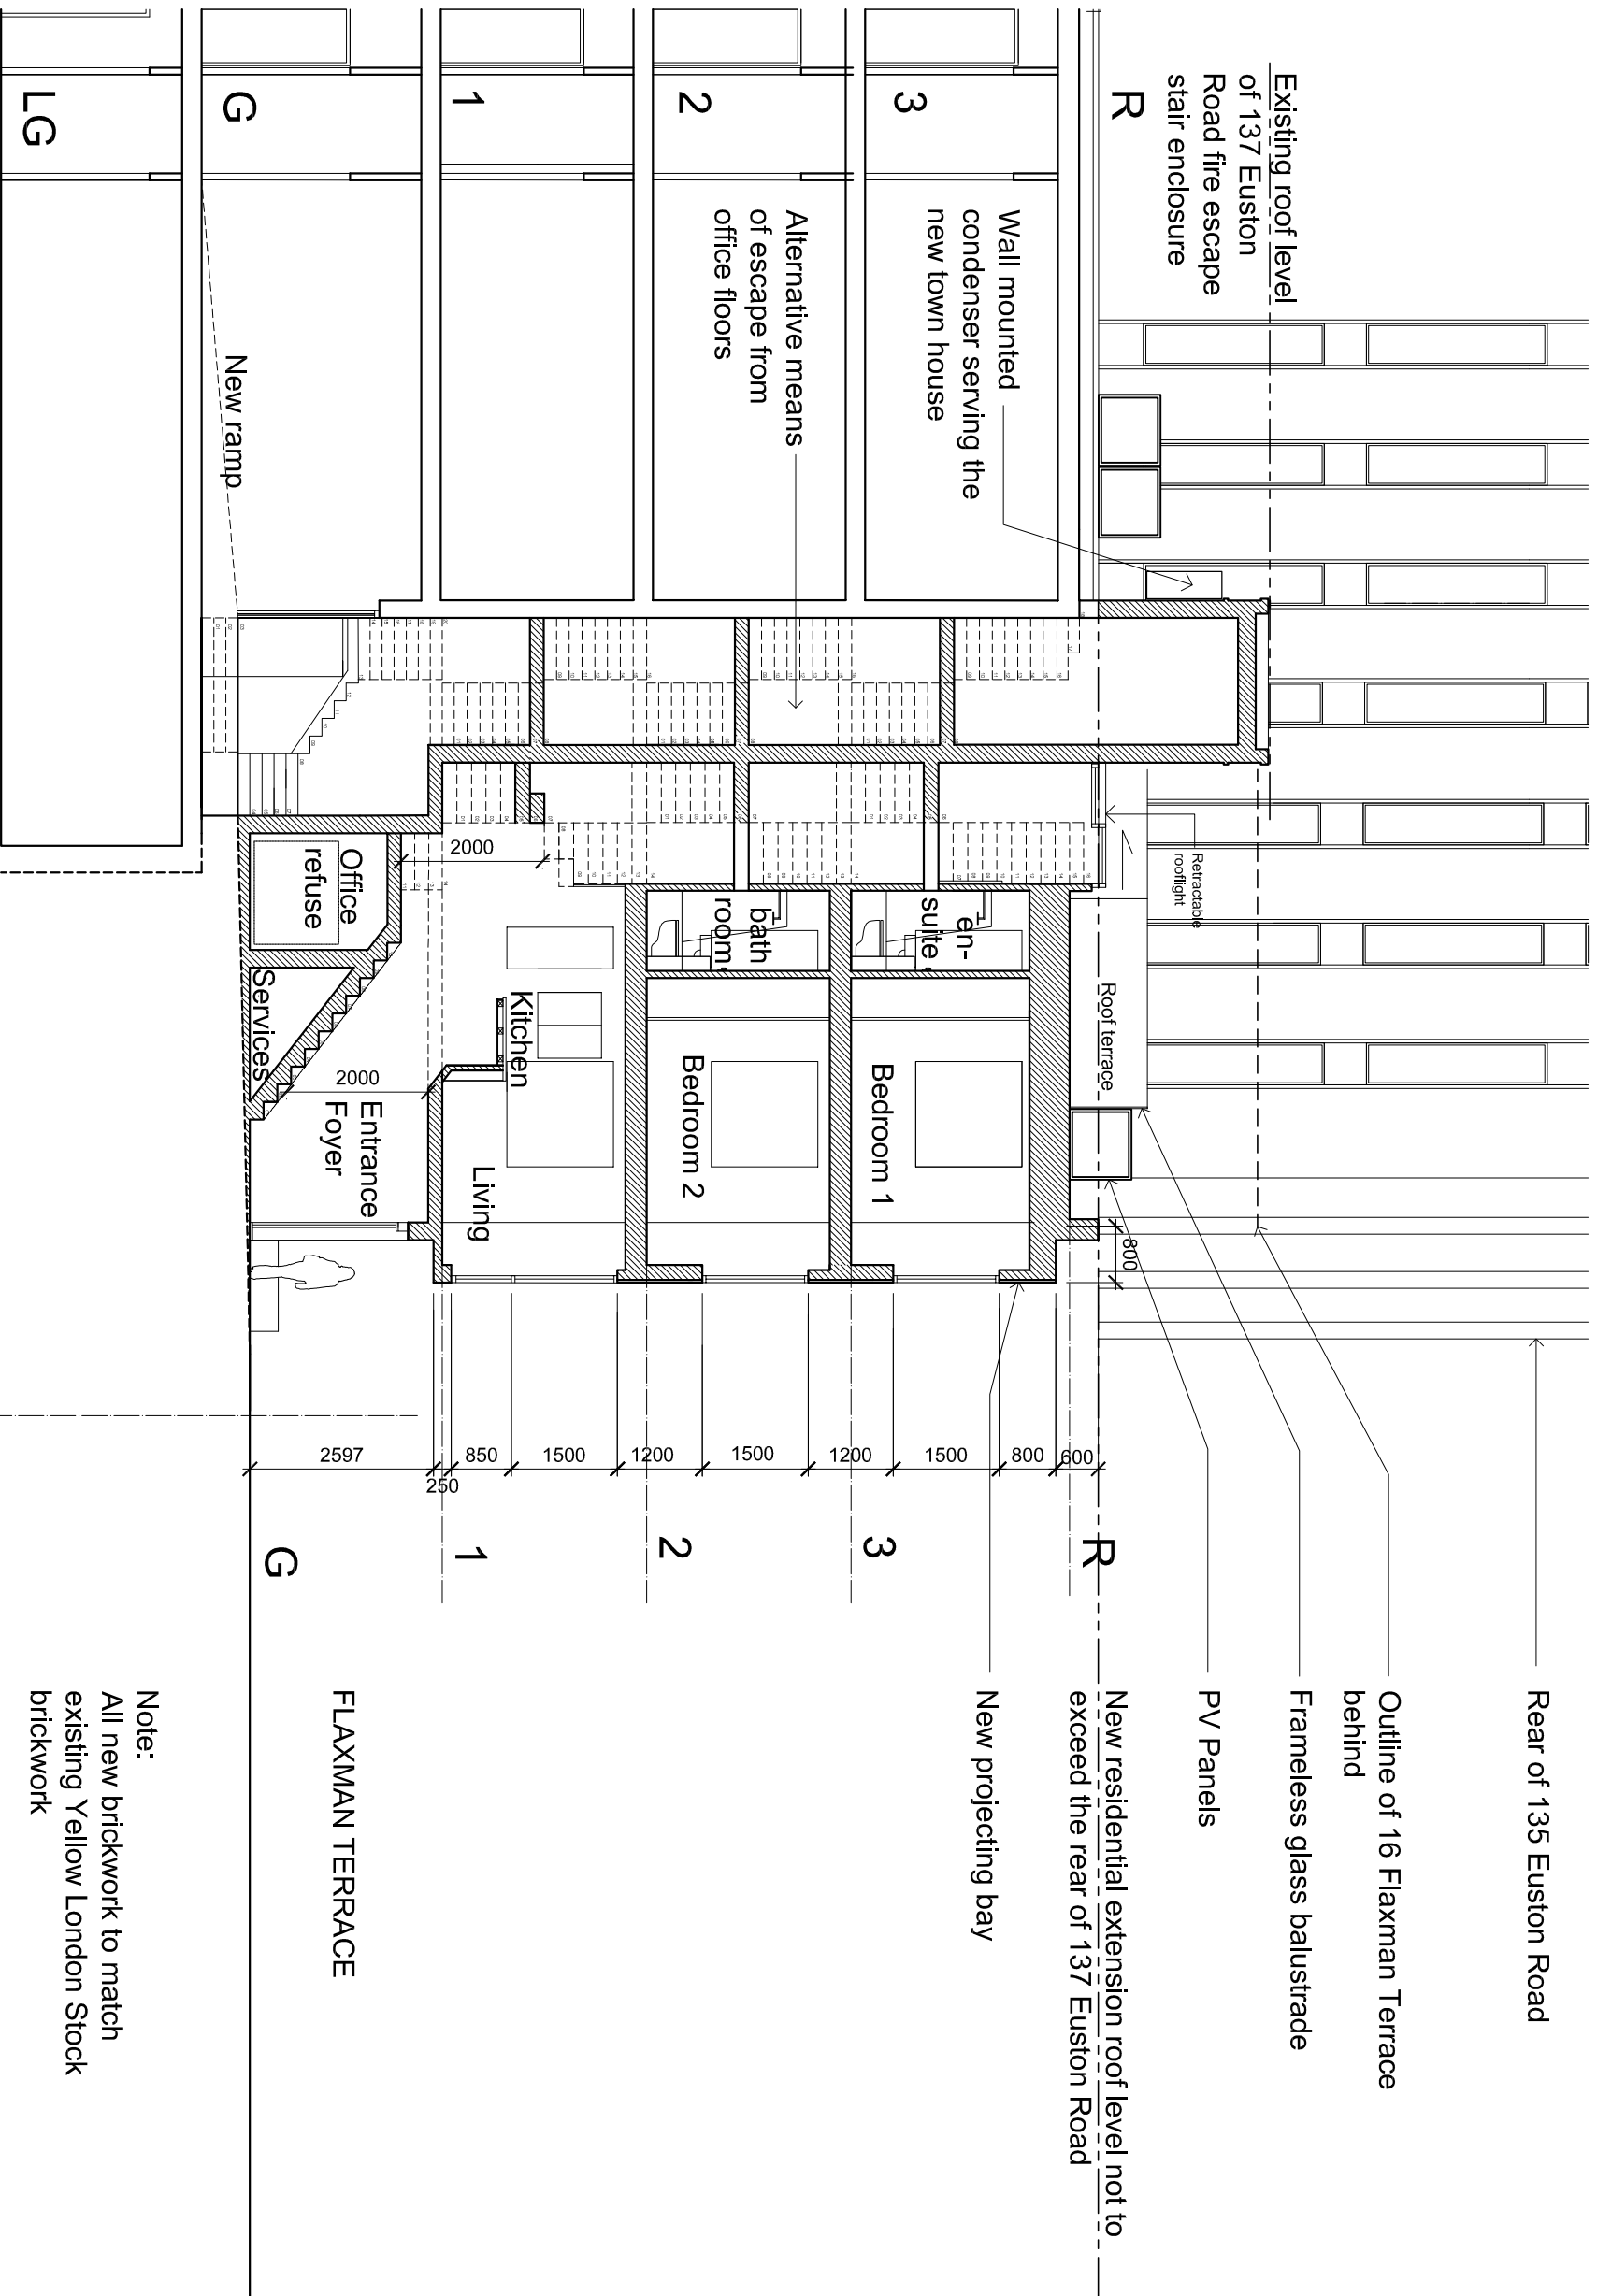 Existing roof level
of 137 Euston
Road fire escape
stair enclosure
R
3
2
1
G
LG
Wall mounted
condenser serving the
new town house
Alternative means
of escape from
office floors
New ramp
Retractable
rooflight
Roof terrace
en-
suite
bath
room
Bedroom 1
Bedroom 2
Kitchen
Living
2000
Office
refuse
Services
2000
Entrance
Foyer
800
600
800
1500
1200
1500
1200
1500
850
250
2597
R
3
2
1
G
Rear of 135 Euston Road
Outline of 16 Flaxman Terrace
behind
Frameless glass balustrade
PV Panels
New residential extension roof level not to
exceed the rear of 137 Euston Road
New projecting bay
FLAXMAN TERRACE
Note:
All new brickwork to match
existing Yellow London Stock
brickwork